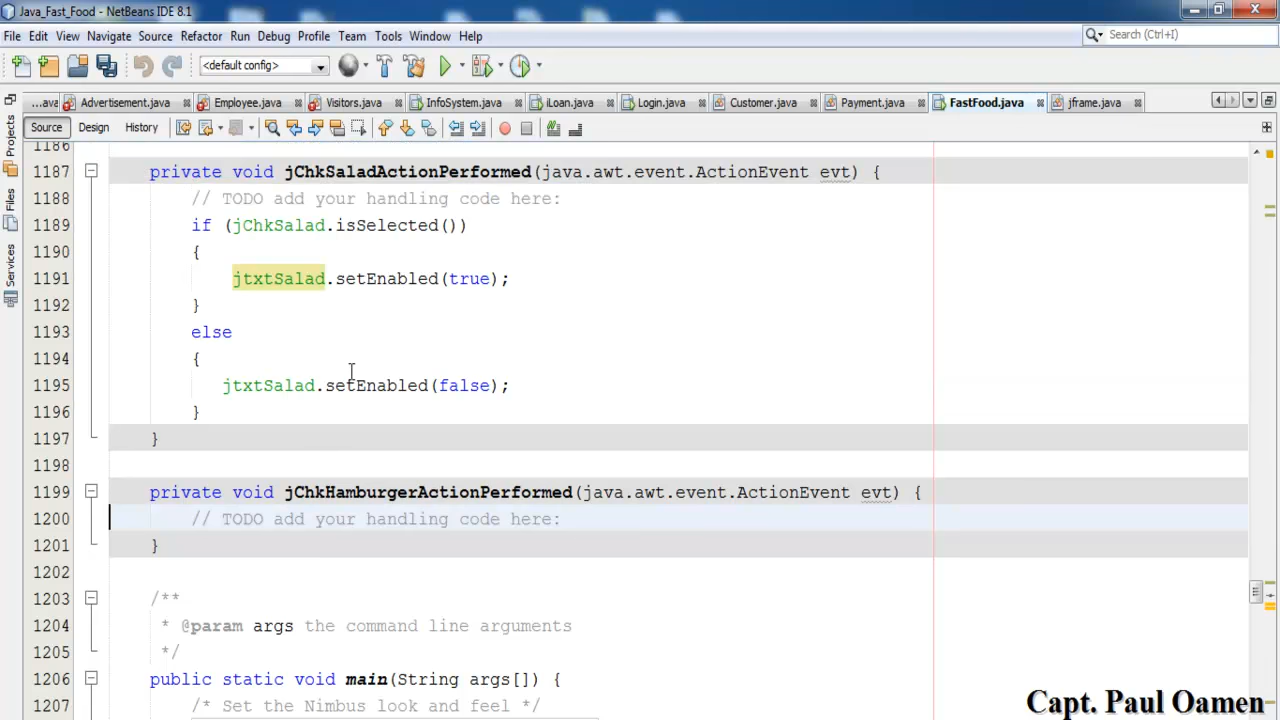 Java_Fast_Food - NetBeans IDE 8.1
File Edit View Navigate Source Refactor Run Debug Profile Team Tools Window Help
Search (Ctrl+I)
<default config>
...ava Advertisement.java Employee.java Visitors.java InfoSystem.java iLoan.java Login.java Customer.java Payment.java FastFood.java jframe.java
Source Design History
Projects
Files
Services
1186
1187 private void jChkSaladActionPerformed(java.awt.event.ActionEvent evt) {
1188 // TODO add your handling code here:
1189 if (jChkSalad.isSelected())
1190 {
1191 jtxtSalad.setEnabled(true);
1192 }
1193 else
1194 {
1195 jtxtSalad.setEnabled(false);
1196 }
1197 }
1198
1199 private void jChkHamburgerActionPerformed(java.awt.event.ActionEvent evt) {
1200 // TODO add your handling code here:
1201 }
1202
1203 /**
1204 * @param args the command line arguments
1205 */
1206 public static void main(String args[]) {
1207 /* Set the Nimbus look and feel */
Capt. Paul Oamen